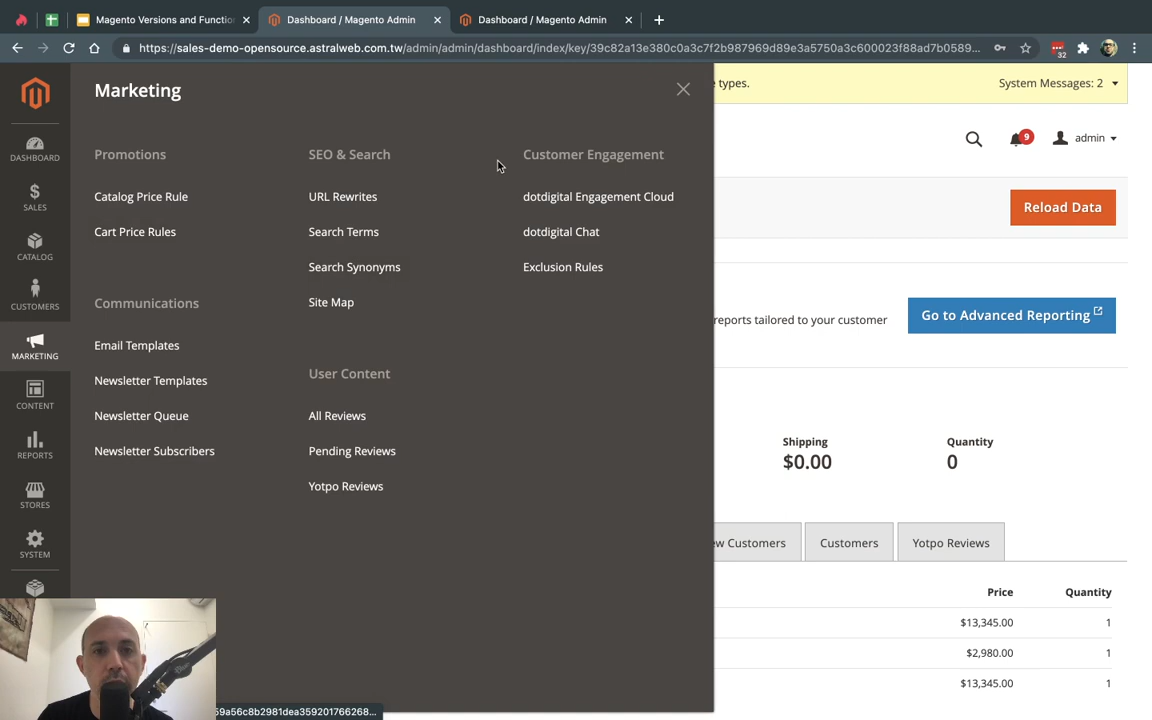 Magento Versions and Function
Dashboard / Magento Admin
Dashboard / Magento Admin
https://sales-demo-opensource.astralweb.com.tw/admin/admin/dashboard/index/key/39c82a13e380c0a3c7f2b987969d89e3a5750a3c600023f88ad7b0589...
32
DASHBOARD
SALES
CATALOG
CUSTOMERS
MARKETING
CONTENT
REPORTS
STORES
SYSTEM
Marketing
Promotions
Catalog Price Rule
Cart Price Rules
Communications
Email Templates
Newsletter Templates
Newsletter Queue
Newsletter Subscribers
SEO & Search
URL Rewrites
Search Terms
Search Synonyms
Site Map
User Content
All Reviews
Pending Reviews
Yotpo Reviews
Customer Engagement
dotdigital Engagement Cloud
dotdigital Chat
Exclusion Rules
types.
System Messages: 2
9
admin
Reload Data
reports tailored to your customer
Go to Advanced Reporting
Shipping
Quantity
$0.00
0
ew Customers
Customers
Yotpo Reviews
Price
Quantity
$13,345.00
1
$2,980.00
1
$13,345.00
1
59a56c8b2981dea359201766268...